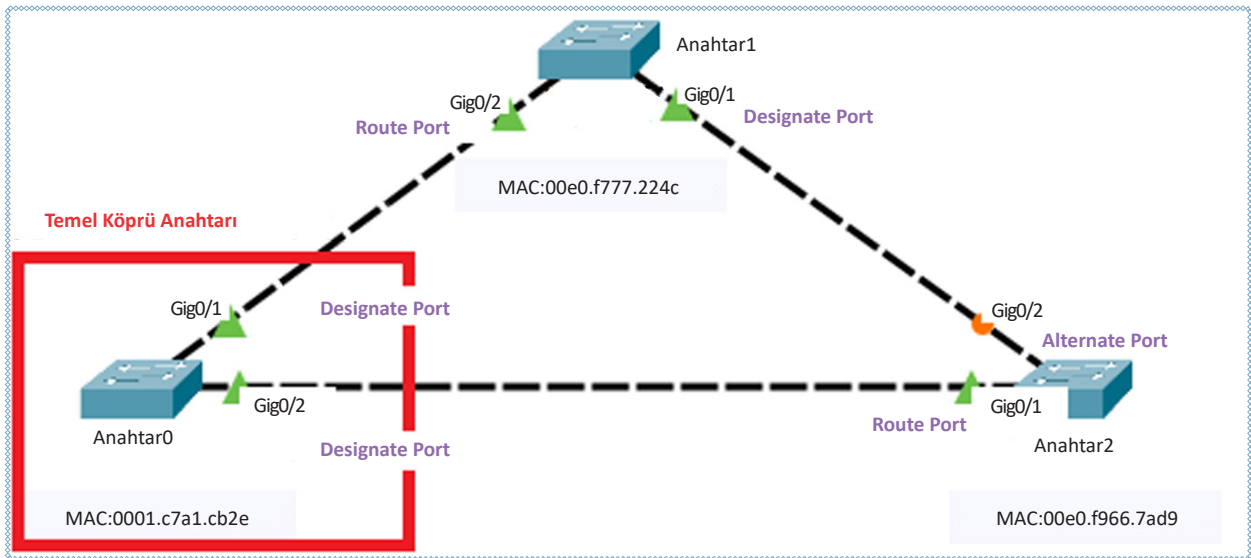 Anahtar1
Gig0/2
Gig0/1
Route Port
Designate Port
MAC:00e0.f777.224c
Temel Köprü Anahtarı
Gig0/1
Designate Port
Gig0/2
Alternate Port
Gig0/2
Gig0/1
Route Port
Anahtar0
Designate Port
Anahtar2
MAC:0001.c7a1.cb2e
MAC:00e0.f966.7ad9